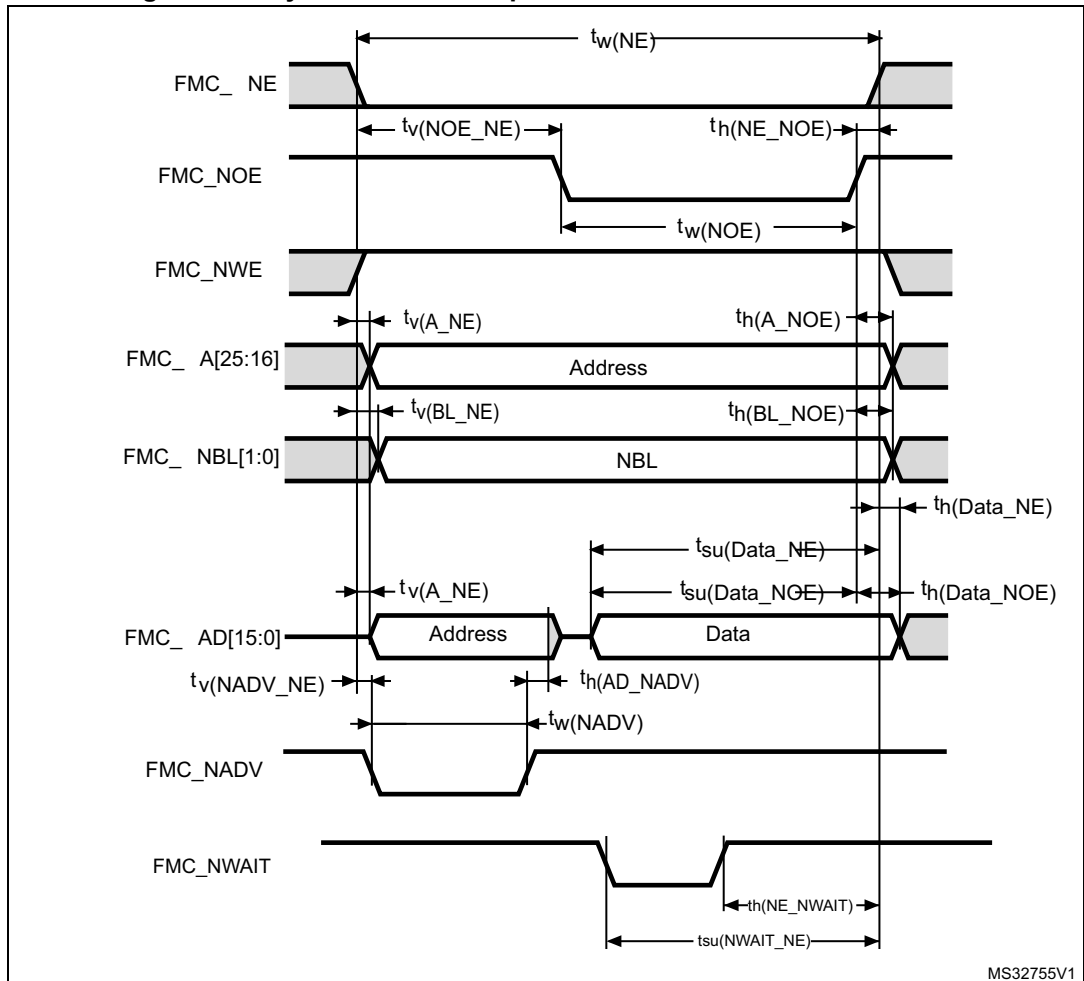 tw(NE)
FMC_ NE
tv(NOE_NE)
th(NE_NOE)
FMC_NOE
tw(NOE)
FMC_NWE
tv(A_NE)
th(A_NOE)
FMC_ A[25:16]
Address
tv(BL_NE)
th(BL_NOE)
FMC_ NBL[1:0]
NBL
th(Data_NE)
tsu(Data_NE)
tv(A_NE)
tsu(Data_NOE)
th(Data_NOE)
FMC_ AD[15:0]
Address
Data
tv(NADV_NE)
th(AD_NADV)
tw(NADV)
FMC_NADV
FMC_NWAIT
th(NE_NWAIT)
tsu(NWAIT_NE)
MS32755V1